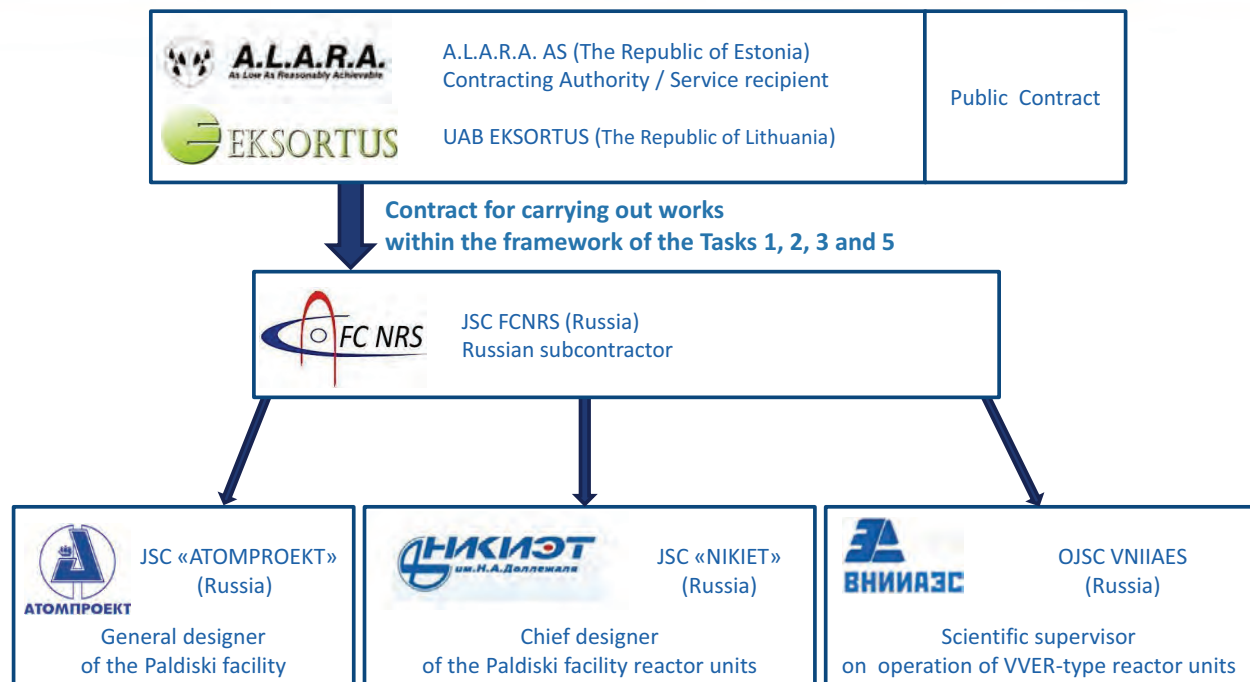 A.L.A.R.A.
As Low As Reasonably Achievable
A.L.A.R.A. AS (The Republic of Estonia)
Contracting Authority / Service recipient
EKSORTUS
UAB EKSORTUS (The Republic of Lithuania)
Public Contract
Contract for carrying out works
within the framework of the Tasks 1, 2, 3 and 5
FC NRS
JSC FCNRS (Russia)
Russian subcontractor
АТОМПРОЕКТ
JSC «ATOMPROEKT»
(Russia)
General designer
of the Paldiski facility
НИКИЭТ
им.Н.А.Доллежаля
JSC «NIKIET»
(Russia)
Chief designer
of the Paldiski facility reactor units
ВНИИАЭС
OJSC VNIIAES
(Russia)
Scientific supervisor
on operation of VVER-type reactor units